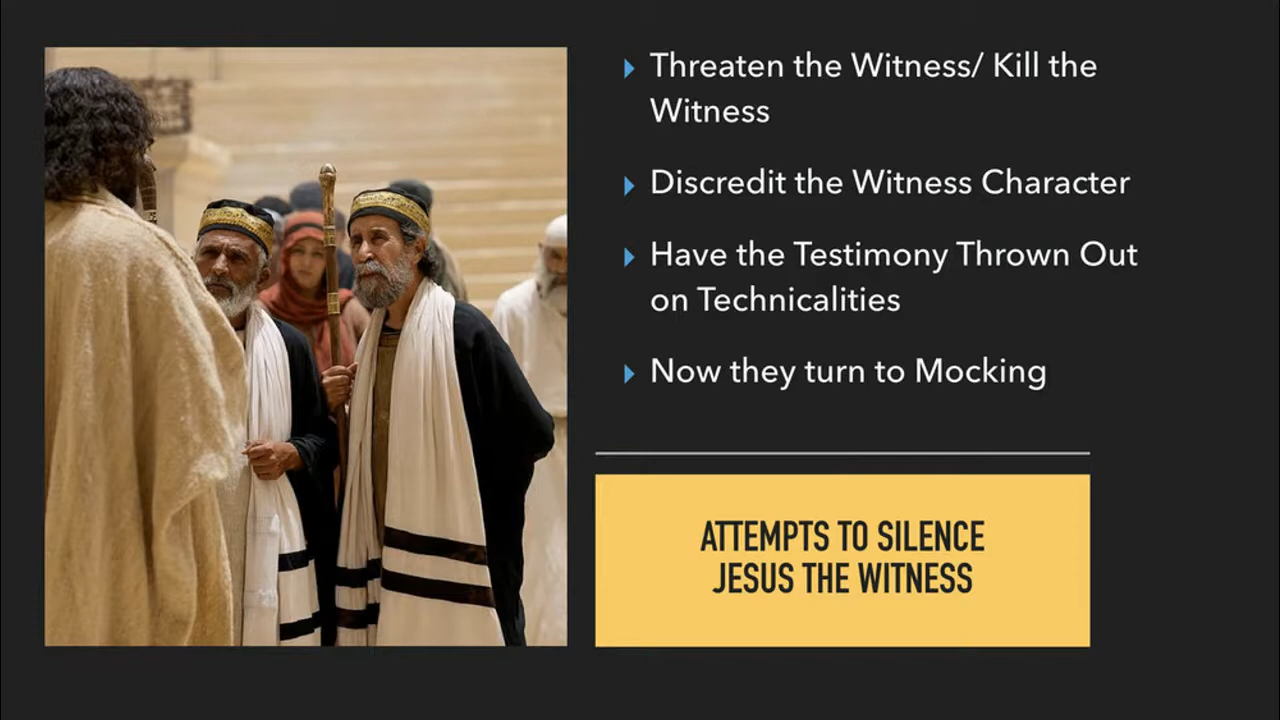 Threaten the Witness/ Kill the
Witness
Discredit the Witness Character
Have the Testimony Thrown Out
on Technicalities
Now they turn to Mocking
ATTEMPTS TO SILENCE
JESUS THE WITNESS